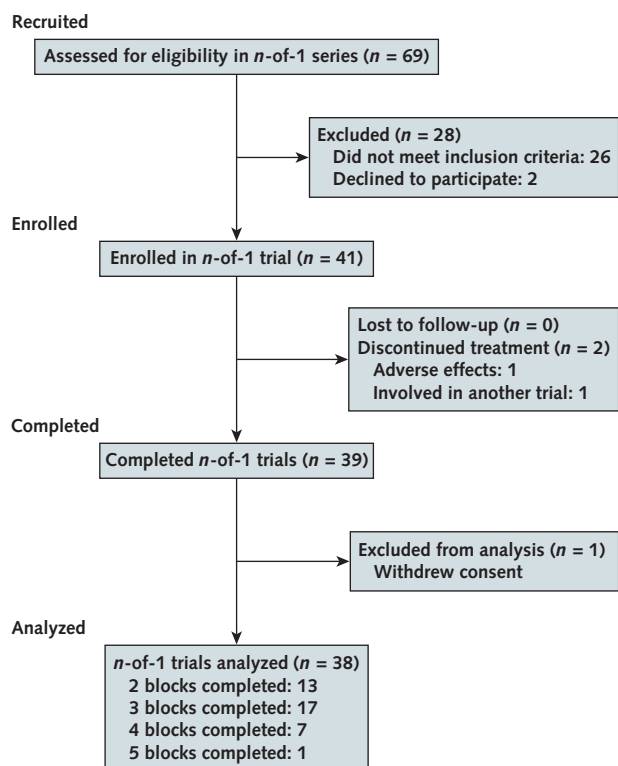 Recruited
Assessed for eligibility in n-of-1 series (n = 69)
Excluded (n = 28)
Did not meet inclusion criteria: 26
Declined to participate: 2
Enrolled
Enrolled in n-of-1 trial (n = 41)
Lost to follow-up (n = 0)
Discontinued treatment (n = 2)
Adverse effects: 1
Involved in another trial: 1
Completed
Completed n-of-1 trials (n = 39)
Excluded from analysis (n = 1)
Withdrew consent
Analyzed
n-of-1 trials analyzed (n = 38)
2 blocks completed: 13
3 blocks completed: 17
4 blocks completed: 7
5 blocks completed: 1